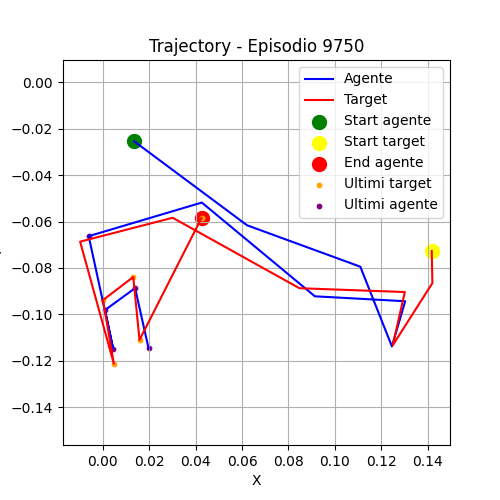 Trajectory - Episodio 9750
Agente
Target
Start agente
Start target
End agente
Ultimi target
Ultimi agente
0.00
−0.02
−0.04
−0.06
−0.08
−0.10
−0.12
−0.14
0.00 0.02 0.04 0.06 0.08 0.10 0.12 0.14
X